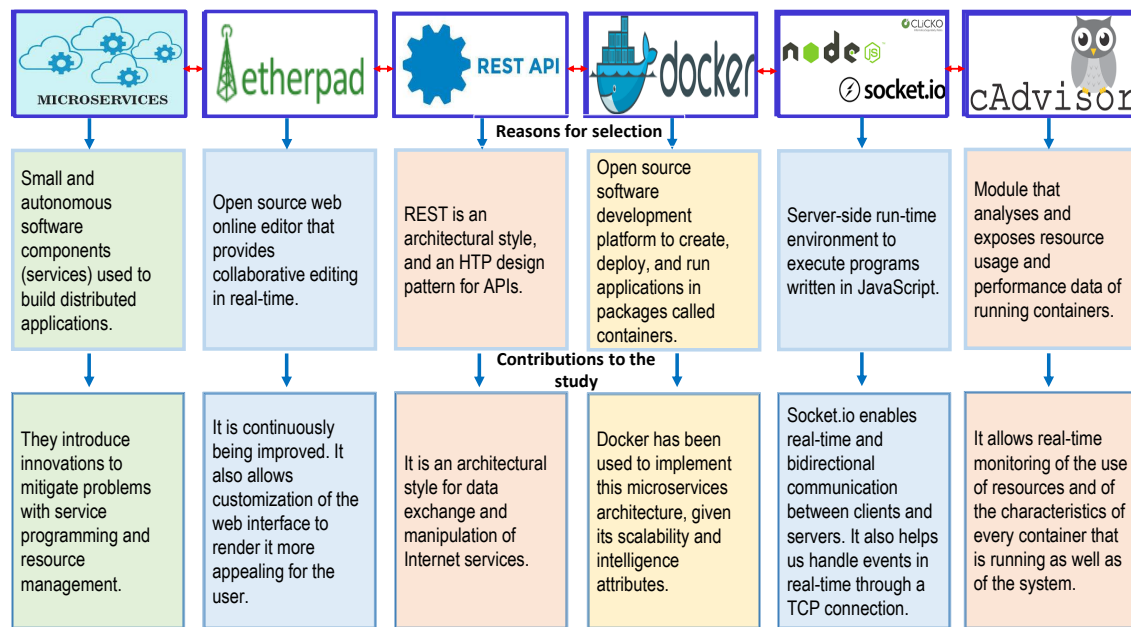 MICROSERVICES
etherpad
REST API
docker
CLICKO
node
JS
socket.io
cAdvisor
Reasons for selection
Small and
autonomous
software
components
(services) used to
build distributed
applications.
Open source web
online editor that
provides
collaborative editing
in real-time.
REST is an
architectural style,
and an HTP design
pattern for APIs.
Open source
software
development
platform to create,
deploy, and run
applications in
packages called
containers.
Server-side run-time
environment to
execute programs
written in JavaScript.
Module that
analyses and
exposes resource
usage and
performance data of
running containers.
Contributions to the
study
They introduce
innovations to
mitigate problems
with service
programming and
resource
management.
It is continuously
being improved. It
also allows
customization of the
web interface to
render it more
appealing for the
user.
It is an architectural
style for data
exchange and
manipulation of
Internet services.
Docker has been
used to implement
this microservices
architecture, given
its scalability and
intelligence
attributes.
Socket.io enables
real-time and
bidirectional
communication
between clients and
servers. It also helps
us handle events in
real-time through a
TCP connection.
It allows real-time
monitoring of the use
of resources and of
the characteristics of
every container that
is running as well as
of the system.